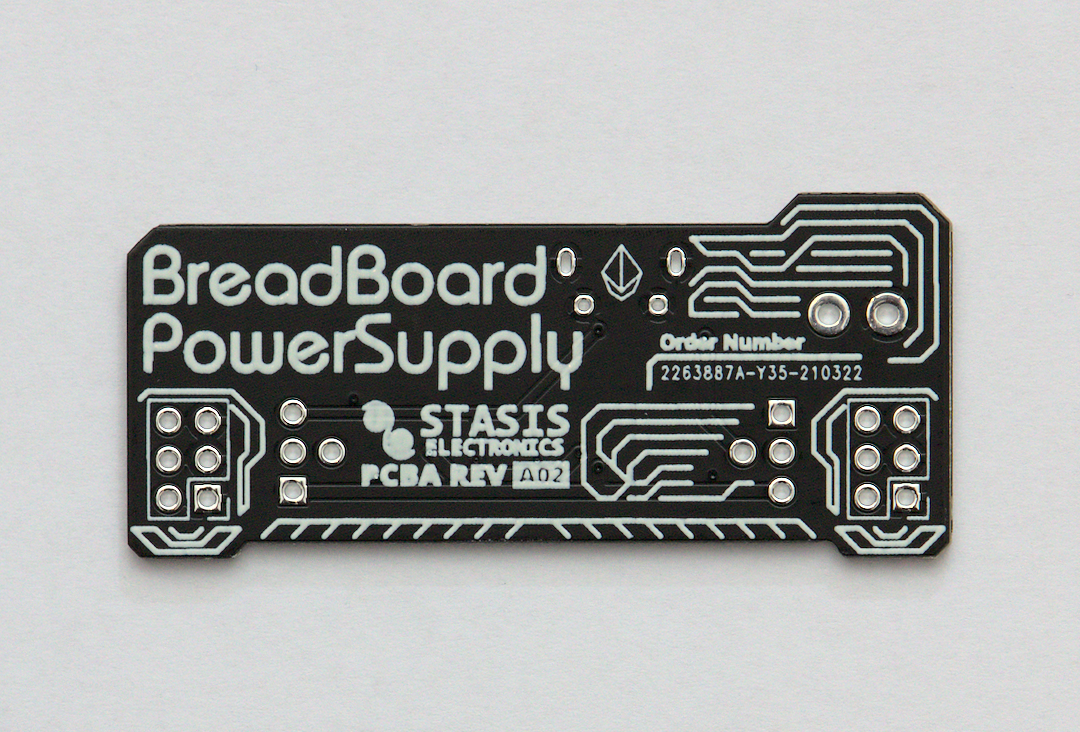 BreadBoard
PowerSupply
Order Number
2263887A-Y35-210322
STASIS
ELECTRONICS
PCBA REV A02